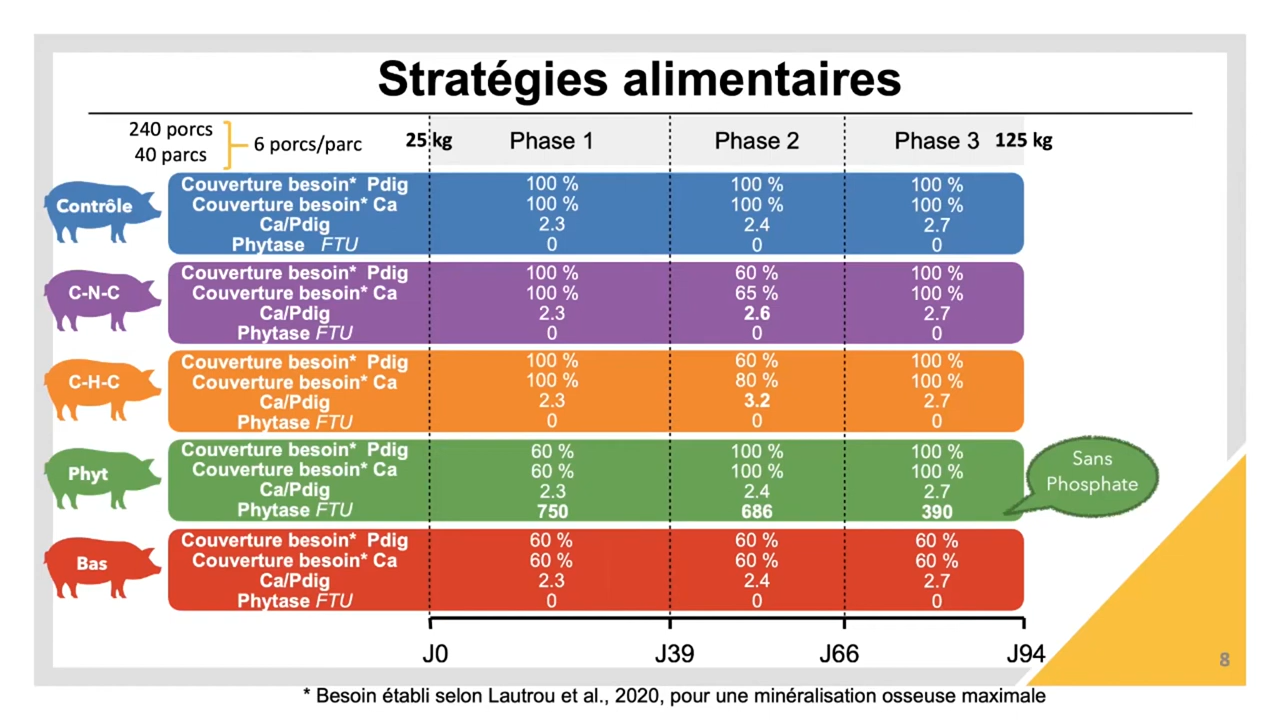 Stratégies alimentaires
240 porcs
40 parcs
6 porcs/parc
25 kg
Phase 1
Phase 2
Phase 3
125 kg
Contrôle
Couverture besoin* Pdig 100 % 100 % 100 %
Couverture besoin* Ca 100 % 100 % 100 %
Ca/Pdig 2.3 2.4 2.7
Phytase FTU 0 0 0
C-N-C
Couverture besoin* Pdig 100 % 60 % 100 %
Couverture besoin* Ca 100 % 65 % 100 %
Ca/Pdig 2.3 2.6 2.7
Phytase FTU 0 0 0
C-H-C
Couverture besoin* Pdig 100 % 60 % 100 %
Couverture besoin* Ca 100 % 80 % 100 %
Ca/Pdig 2.3 3.2 2.7
Phytase FTU 0 0 0
Phyt
Couverture besoin* Pdig 60 % 100 % 100 %
Couverture besoin* Ca 60 % 100 % 100 %
Ca/Pdig 2.3 2.4 2.7
Phytase FTU 750 686 390
Sans
Phosphate
Bas
Couverture besoin* Pdig 60 % 60 % 60 %
Couverture besoin* Ca 60 % 60 % 60 %
Ca/Pdig 2.3 2.4 2.7
Phytase FTU 0 0 0
J0 J39 J66 J94
8
* Besoin établi selon Lautrou et al., 2020, pour une minéralisation osseuse maximale